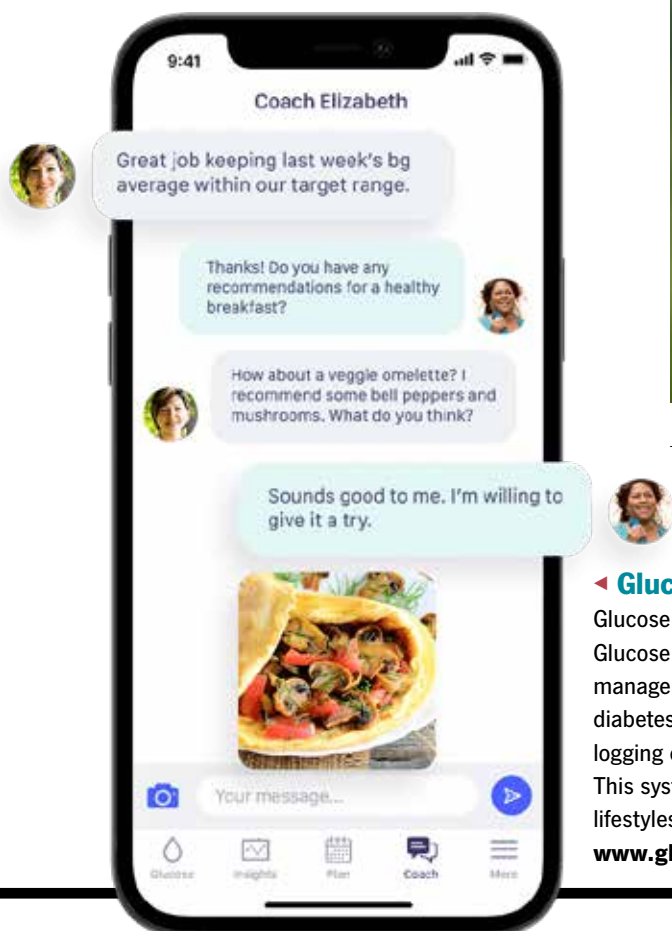 9:41
Coach Elizabeth
Great job keeping last week's bg
average within our target range.
Thanks! Do you have any
recommendations for a healthy
breakfast?
How about a veggie omelette? I
recommend some bell peppers and
mushrooms. What do you think?
Sounds good to me. I'm willing to
give it a try.
Your message...
Glucose
Insights
Plan
Coach
More
Glucose
Glucose
manage
diabetes
logging
This
lifestyles